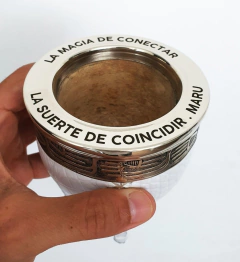 LA MAGIA DE CONECTAR
LA SUERTE DE COINCIDIR . MARU